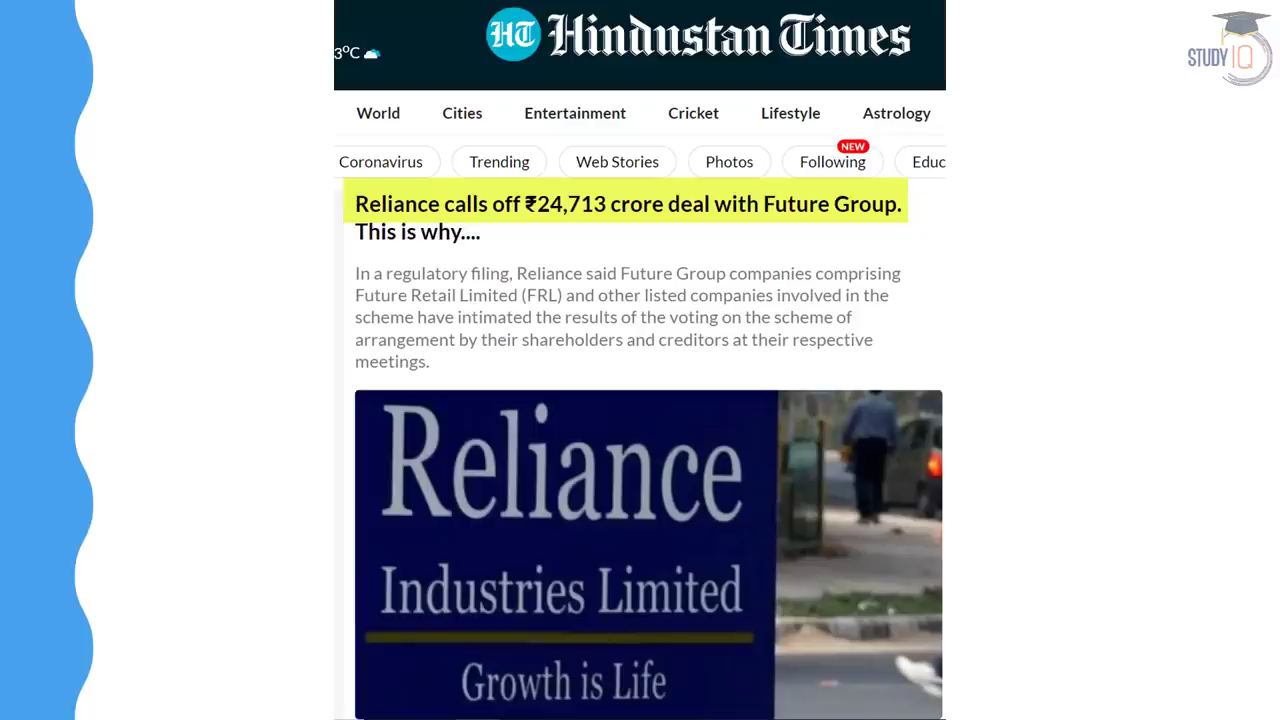 HT Hindustan Times
STUDY IQ
3°C
World Cities Entertainment Cricket Lifestyle Astrology
NEW
Coronavirus Trending Web Stories Photos Following Educ
Reliance calls off ₹24,713 crore deal with Future Group.
This is why....
In a regulatory filing, Reliance said Future Group companies comprising
Future Retail Limited (FRL) and other listed companies involved in the
scheme have intimated the results of the voting on the scheme of
arrangement by their shareholders and creditors at their respective
meetings.
Reliance
Industries Limited
Growth is Life